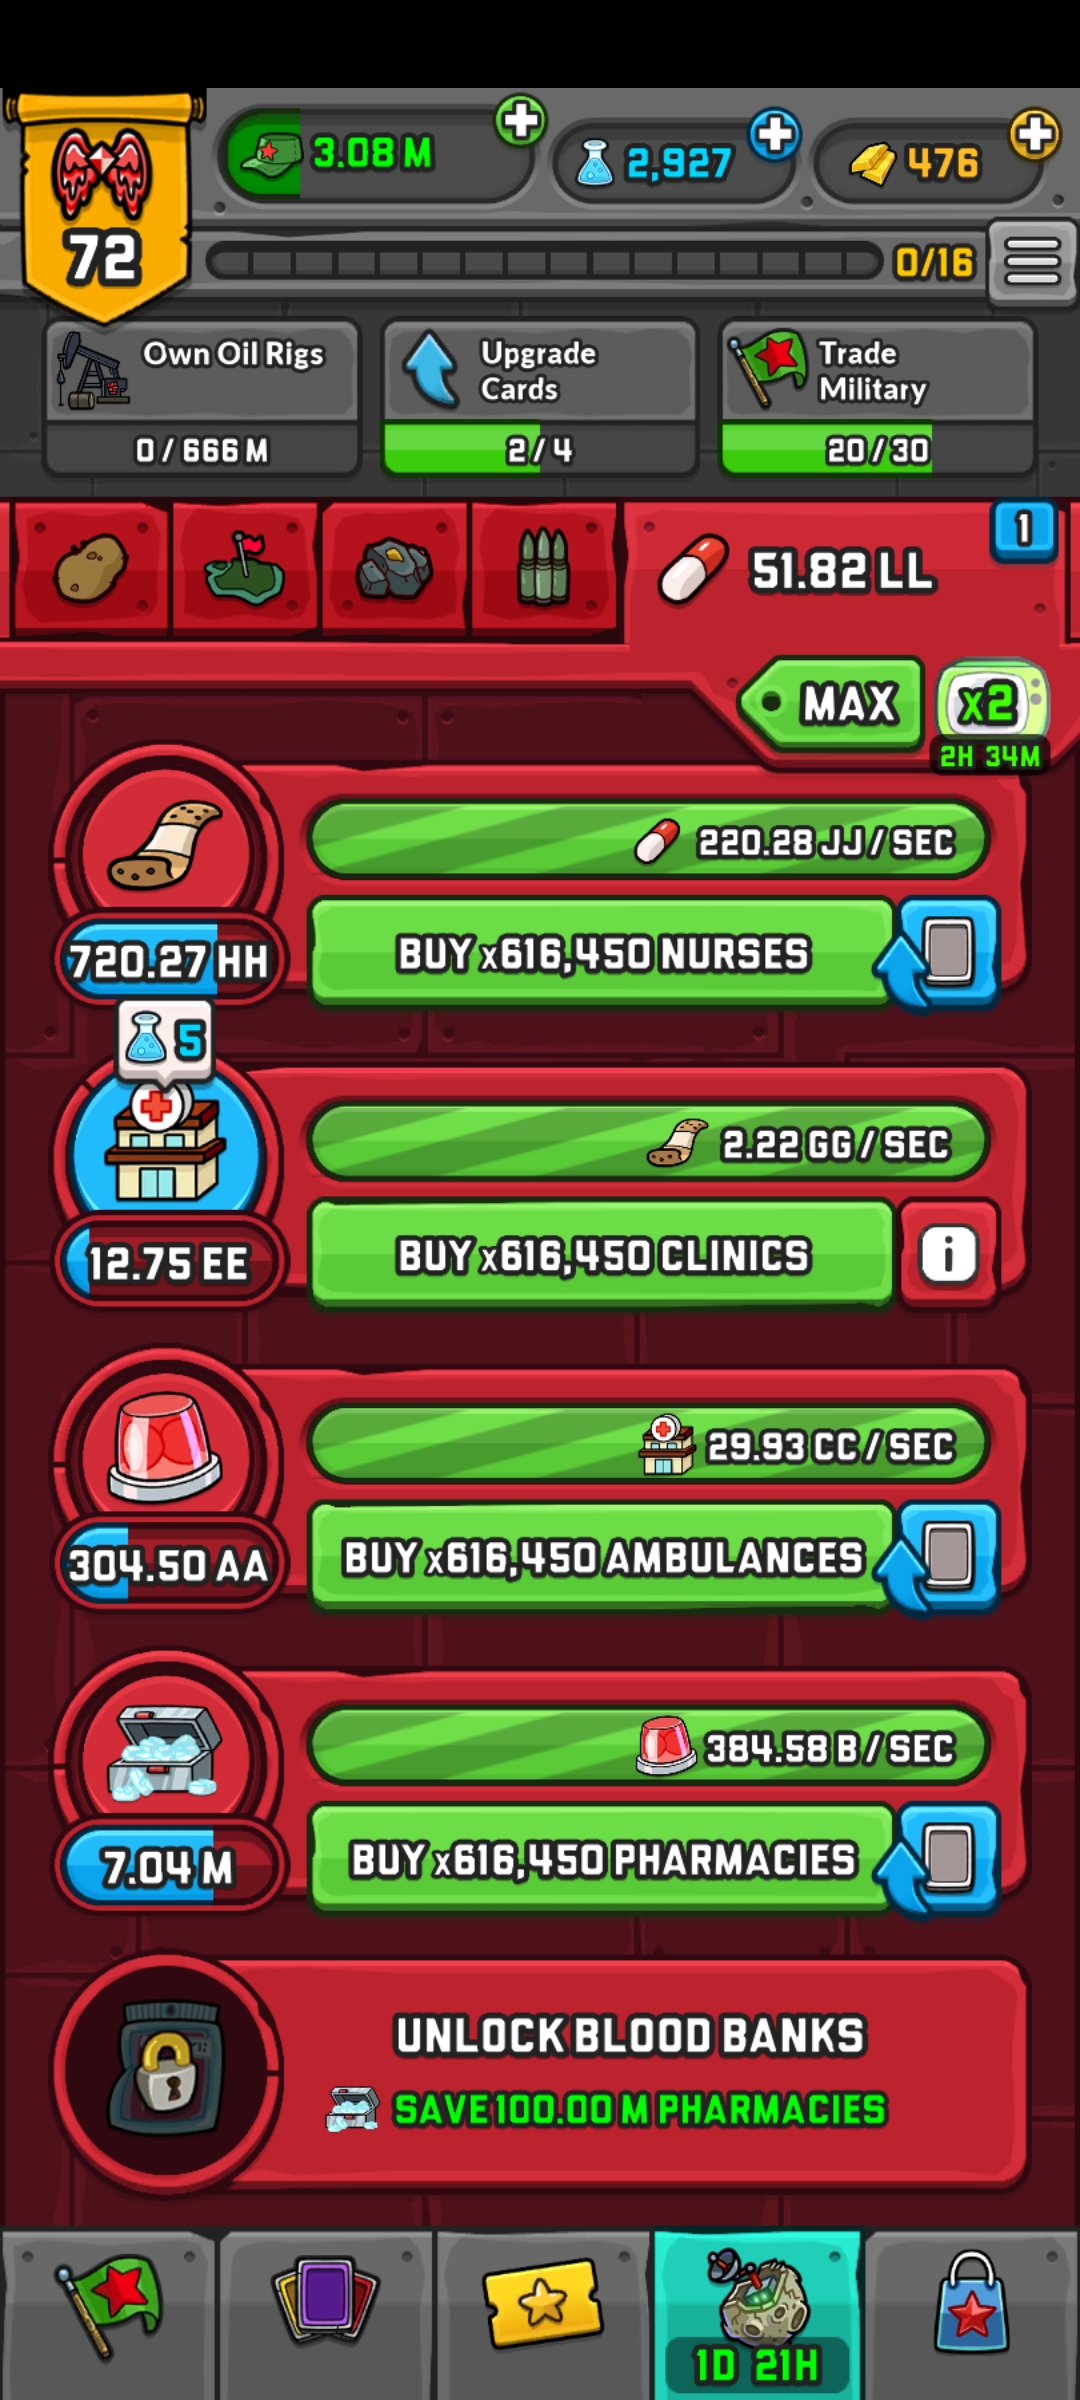 3.08 M
2,927
476
72
0/16
Own Oil Rigs
0 / 666 M
Upgrade
Cards
2 / 4
Trade
Military
20 / 30
51.82 LL
1
MAX
x2
2H 34M
220.28 JJ / SEC
720.27 HH
BUY x616,450 NURSES
5
2.22 GG / SEC
12.75 EE
BUY x616,450 CLINICS
i
29.93 CC / SEC
304.50 AA
BUY x616,450 AMBULANCES
384.58 B / SEC
7.04 M
BUY x616,450 PHARMACIES
UNLOCK BLOOD BANKS
SAVE 100.00 M PHARMACIES
1D 21H